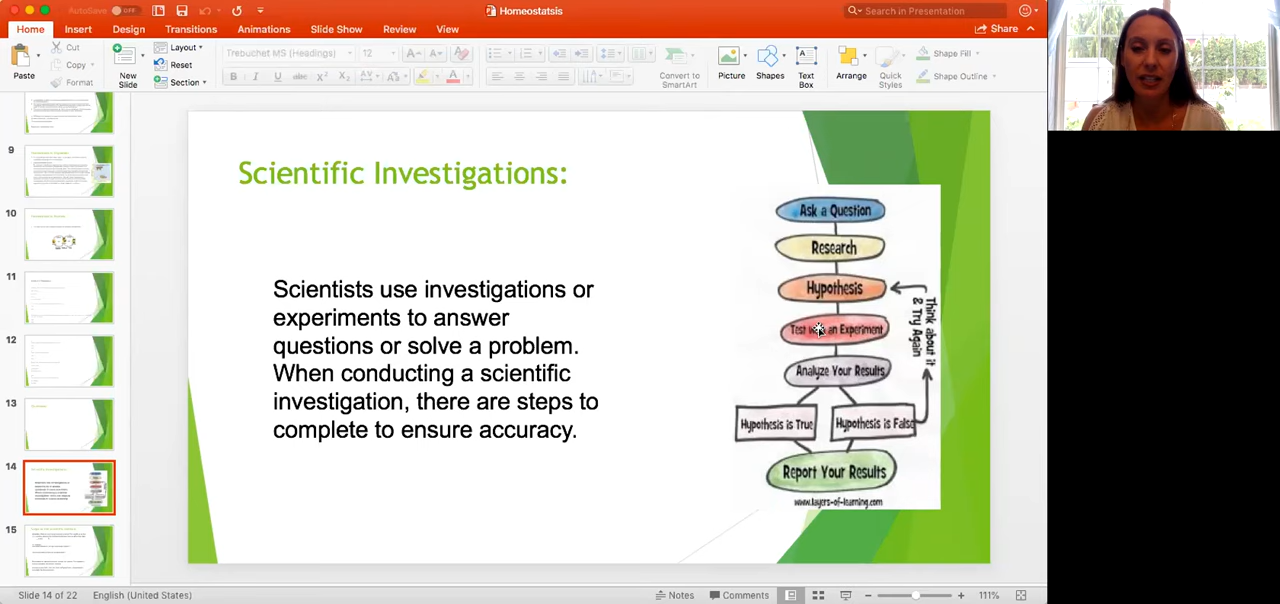 AutoSave OFF
Homeostatsis
Search in Presentation
Home Insert Design Transitions Animations Slide Show Review View
Share
Paste
Cut
Copy
Format
New Slide
Layout
Reset
Section
Trebuchet MS (Headings) 12
Convert to SmartArt
Picture
Shapes
Text Box
Arrange
Quick Styles
Shape Fill
Shape Outline
9
10
11
12
13
14
15
Scientific Investigations:
Scientists use investigations or
experiments to answer
questions or solve a problem.
When conducting a scientific
investigation, there are steps to
complete to ensure accuracy.
Ask a Question
Research
Hypothesis
Test with an Experiment
Analyze Your Results
Hypothesis is True
Hypothesis is False
Report Your Results
Think about it
& Try Again
www.layers-of-learning.com
Slide 14 of 22 English (United States)
Notes Comments 111%